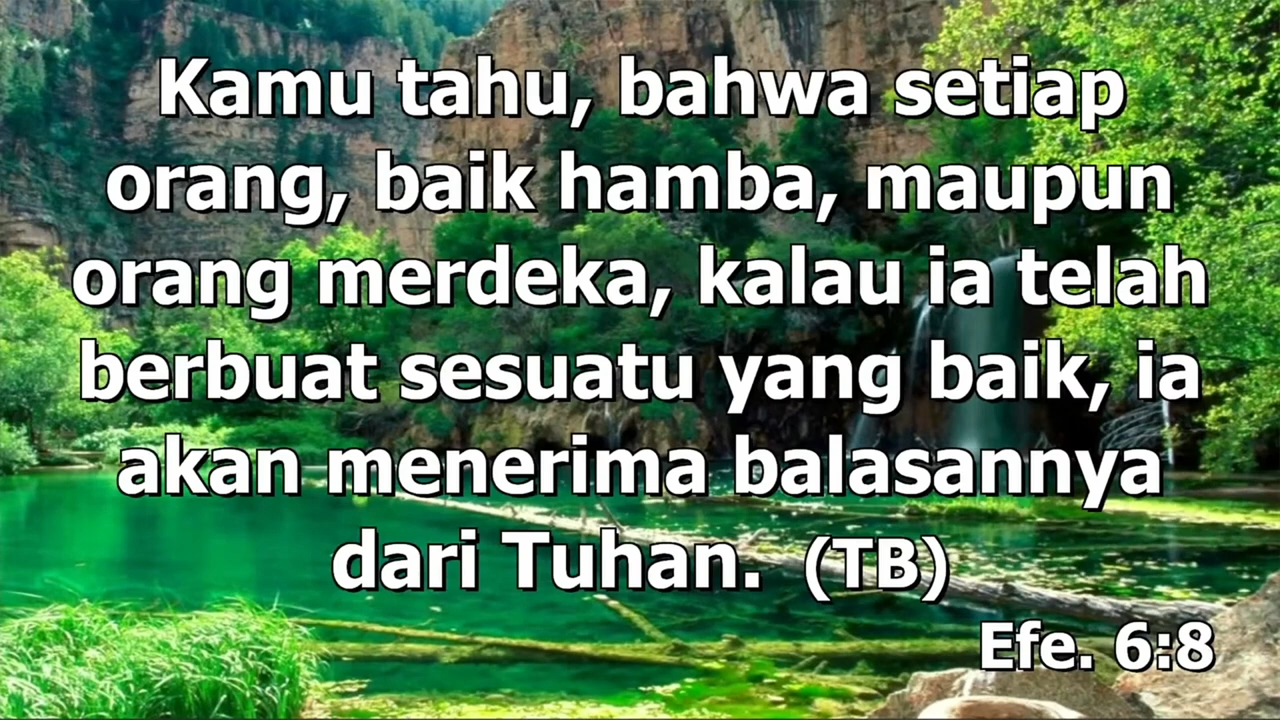 Kamu tahu, bahwa setiap
orang, baik hamba, maupun
orang merdeka, kalau ia telah
berbuat sesuatu yang baik, ia
akan menerima balasannya
dari Tuhan. (TB)
Efe. 6:8